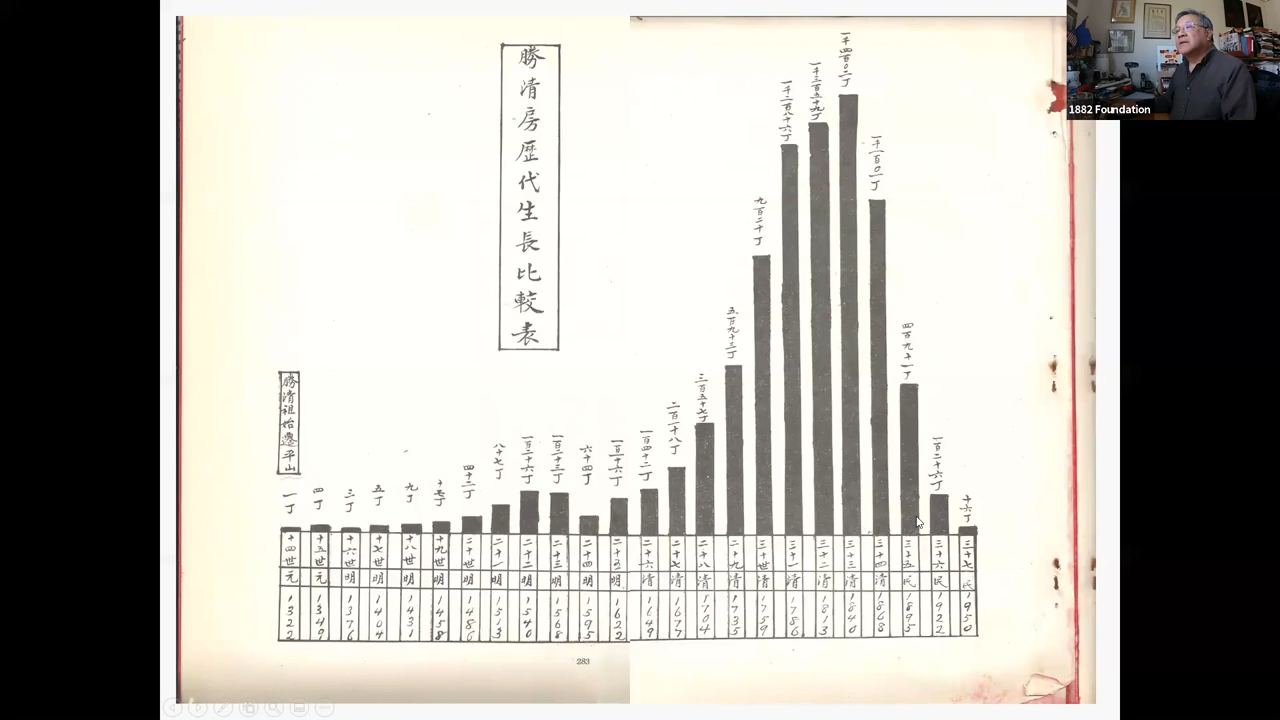 1882 Foundation
勝清房歷代生長比較表
勝清祖始遷平山
一丁
四丁
三丁
五丁
九丁
十七丁
四十二丁
八十七丁
一百三十六丁
一百二十三丁
六十四丁
一百一十六丁
一百四十二丁
二百一十八丁
三百五十七丁
五百九十三丁
九百二十丁
一千二百八十六丁
一千三百五十九丁
一千四百0二丁
一千一百0一丁
四百九十一丁
一百二十六丁
十六丁
十四世 元 1322
十五世 元 1349
十六世 明 1376
十七世 明 1404
十八世 明 1431
十九世 明 1458
二十世 明 1486
二十一 明 1513
二十二 明 1540
二十三 明 1568
二十四 明 1595
二十五 明 1622
二十六 清 1649
二十七 清 1677
二十八 清 1704
二十九 清 1735
三十世 清 1759
三十一 清 1786
三十二 清 1813
三十三 清 1840
三十四 清 1868
三十五 民 1895
三十六 民 1922
三十七 民 1950
283